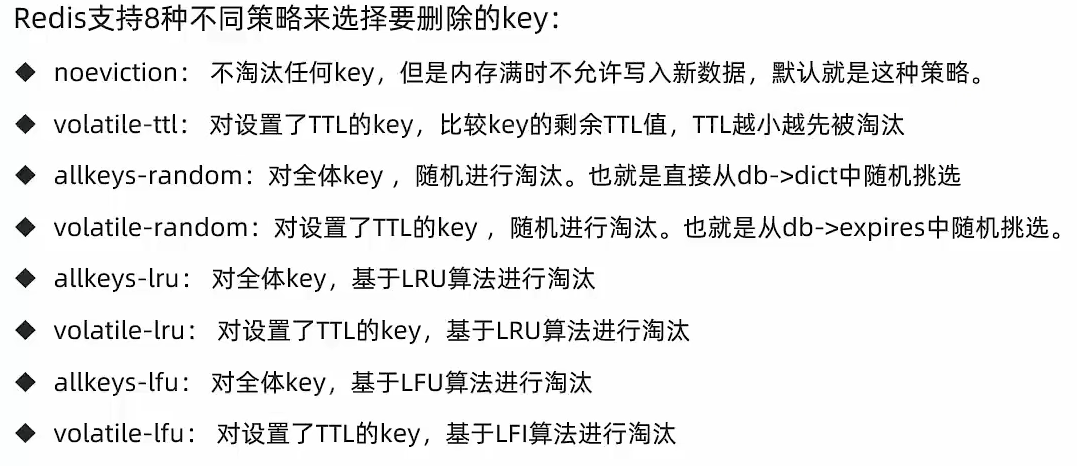 Redis支持8种不同策略来选择要删除的key：
◆ noeviction： 不淘汰任何key，但是内存满时不允许写入新数据，默认就是这种策略。
◆ volatile-ttl： 对设置了TTL的key，比较key的剩余TTL值，TTL越小越先被淘汰
◆ allkeys-random：对全体key ，随机进行淘汰。也就是直接从db->dict中随机挑选
◆ volatile-random：对设置了TTL的key ，随机进行淘汰。也就是从db->expires中随机挑选。
◆ allkeys-lru： 对全体key，基于LRU算法进行淘汰
◆ volatile-lru： 对设置了TTL的key，基于LRU算法进行淘汰
◆ allkeys-lfu： 对全体key，基于LFU算法进行淘汰
◆ volatile-lfu： 对设置了TTL的key，基于LFI算法进行淘汰